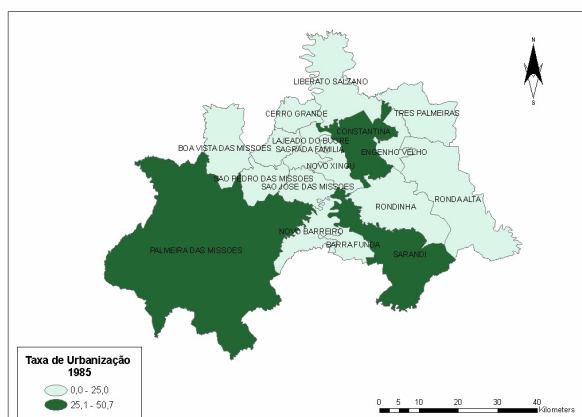 N
S
LIBERATO SALZANO
CERRO GRANDE
TRES PALMEIRAS
CONSTANTINA
LAJEADO DO BUGRE
BOA VISTA DAS MISSOES
SAGRADA FAMILIA
ENGENHO VELHO
NOVO XINGU
SAO PEDRO DAS MISSOES
SAO JOSE DAS MISSOES
RONDA ALTA
RONDINHA
NOVO BARREIRO
BARRA FUNDA
PALMEIRA DAS MISSOES
SARANDI
Taxa de Urbanização
1985
0,0 - 25,0
25,1 - 50,7
0 5 10 20 30 40
Kilometers